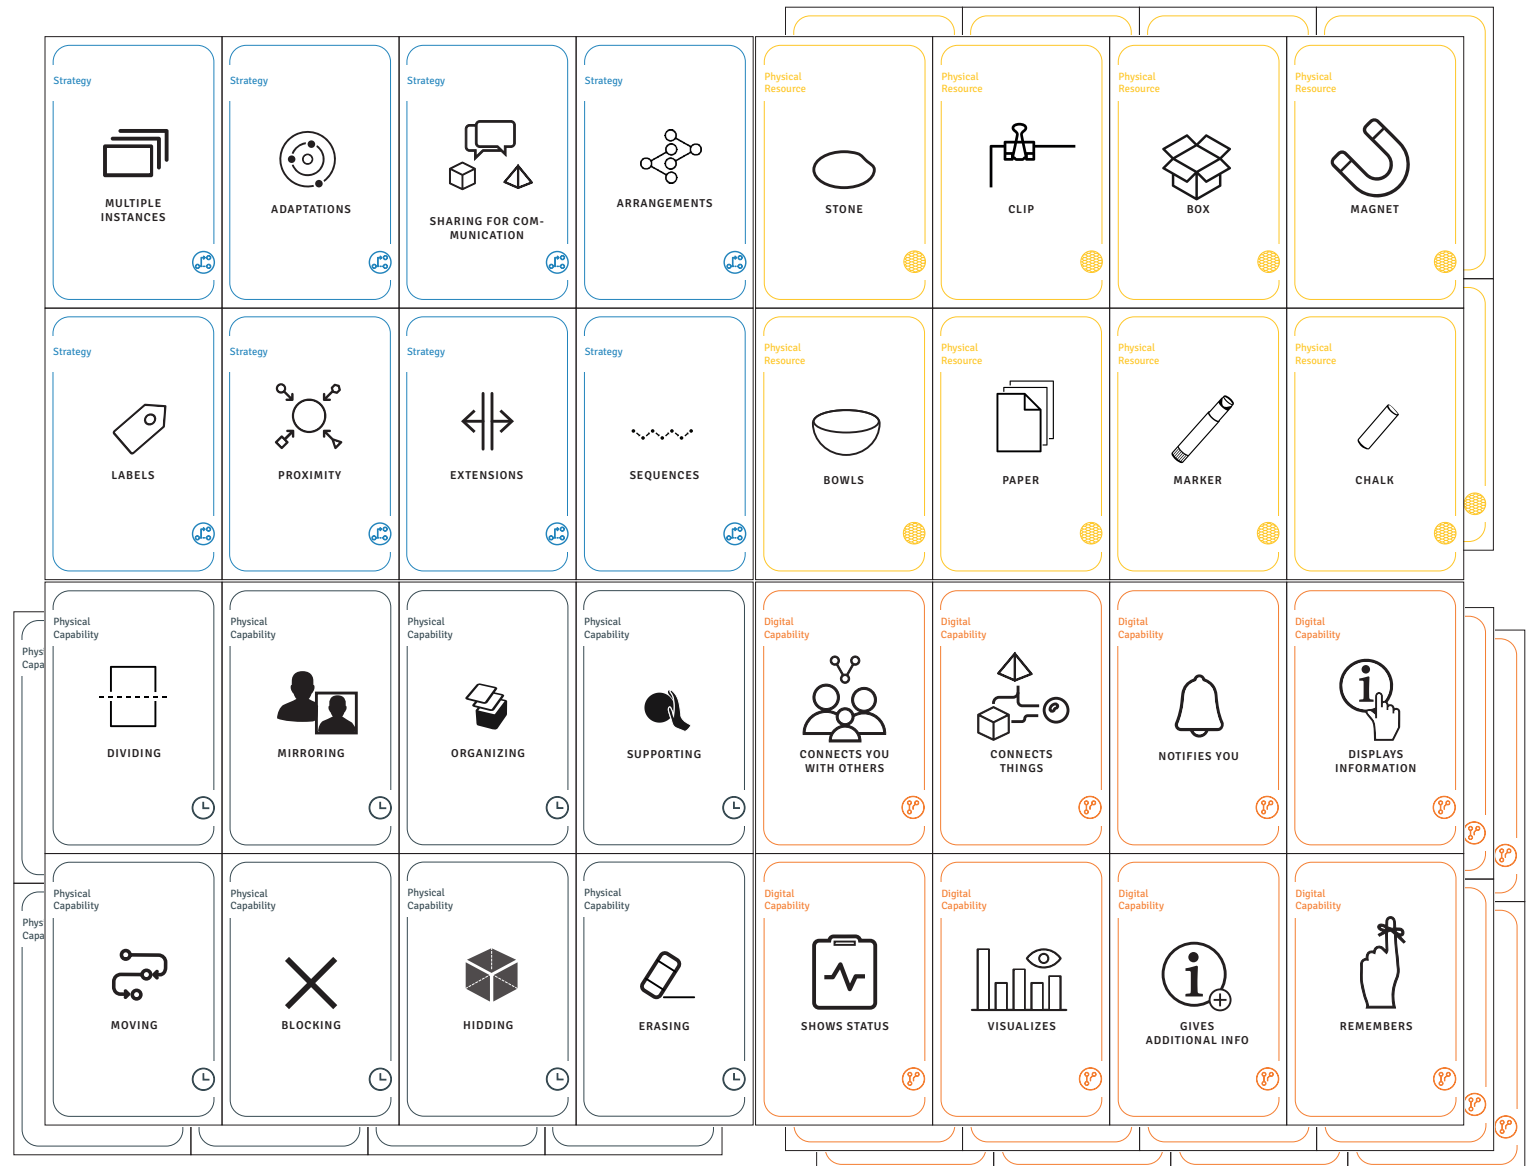 Strategy
MULTIPLE
INSTANCES
Strategy
ADAPTATIONS
Strategy
SHARING FOR COM-
MUNICATION
Strategy
ARRANGEMENTS
Physical
Resource
STONE
Physical
Resource
CLIP
Physical
Resource
BOX
Physical
Resource
MAGNET
Strategy
LABELS
Strategy
PROXIMITY
Strategy
EXTENSIONS
Strategy
SEQUENCES
Physical
Resource
BOWLS
Physical
Resource
PAPER
Physical
Resource
MARKER
Physical
Resource
CHALK
Phys
Capa
Physical
Capability
DIVIDING
Physical
Capability
MIRRORING
Physical
Capability
ORGANIZING
Physical
Capability
SUPPORTING
Digital
Capability
CONNECTS YOU
WITH OTHERS
Digital
Capability
CONNECTS
THINGS
Digital
Capability
NOTIFIES YOU
Digital
Capability
DISPLAYS
INFORMATION
Phys
Capa
Physical
Capability
MOVING
Physical
Capability
BLOCKING
Physical
Capability
HIDDING
Physical
Capability
ERASING
Digital
Capability
SHOWS STATUS
Digital
Capability
VISUALIZES
Digital
Capability
GIVES
ADDITIONAL INFO
Digital
Capability
REMEMBERS